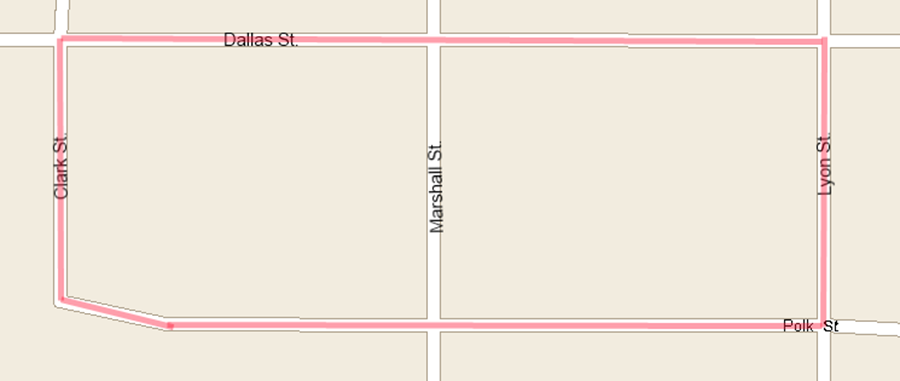 Dallas St.
Clark St.
Marshall St.
Lyon St.
Polk St